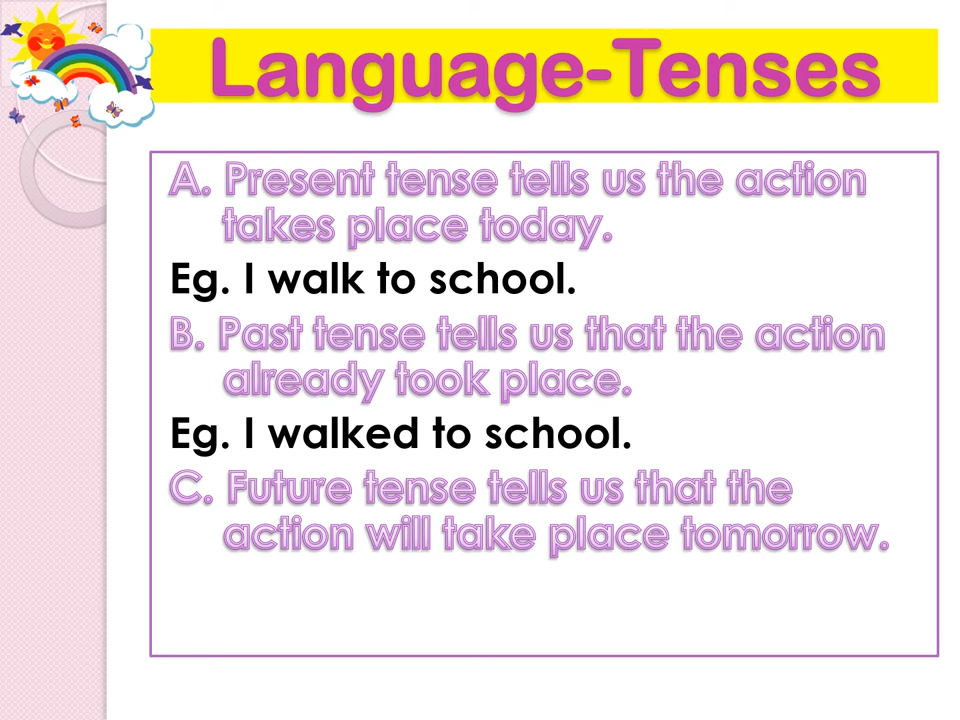 Language-Tenses
A. Present tense tells us the action
takes place today.
Eg. I walk to school.
B. Past tense tells us that the action
already took place.
Eg. I walked to school.
C. Future tense tells us that the
action will take place tomorrow.